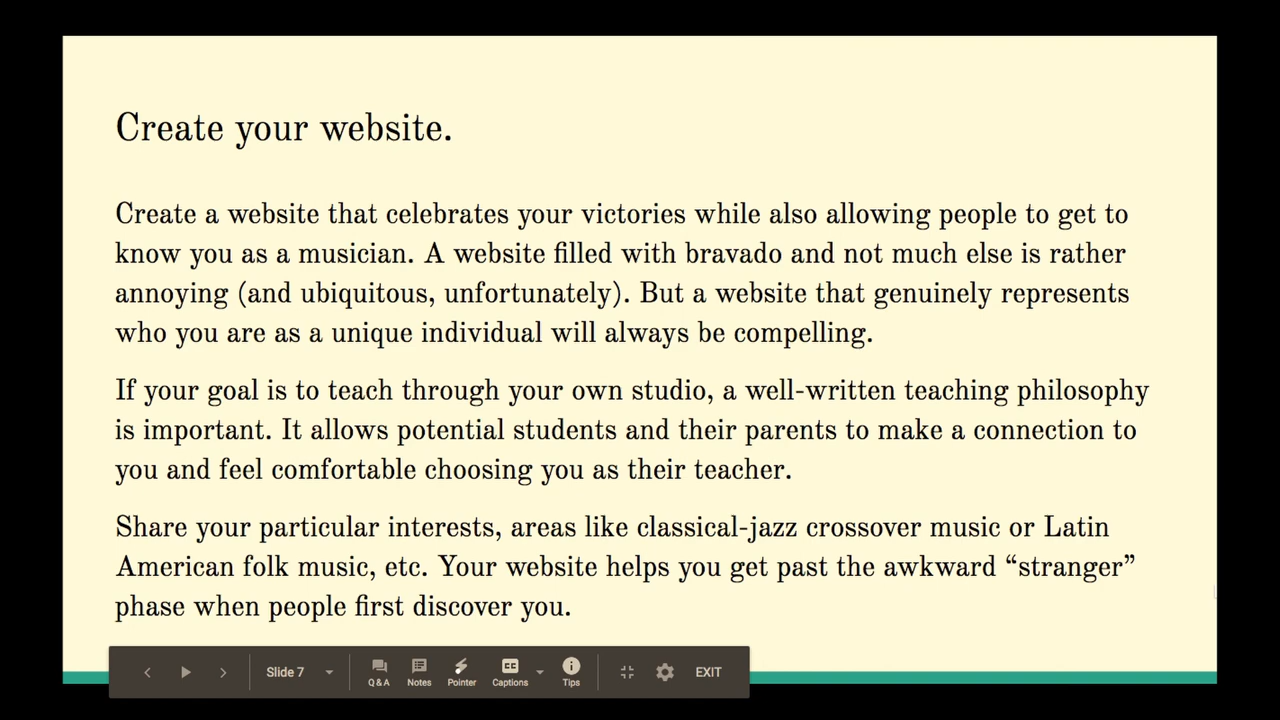 Create your website.
Create a website that celebrates your victories while also allowing people to get to
know you as a musician. A website filled with bravado and not much else is rather
annoying (and ubiquitous, unfortunately). But a website that genuinely represents
who you are as a unique individual will always be compelling.
If your goal is to teach through your own studio, a well-written teaching philosophy
is important. It allows potential students and their parents to make a connection to
you and feel comfortable choosing you as their teacher.
Share your particular interests, areas like classical-jazz crossover music or Latin
American folk music, etc. Your website helps you get past the awkward “stranger”
phase when people first discover you.
Slide 7
Q & A
Notes
Pointer
CC
Captions
Tips
EXIT